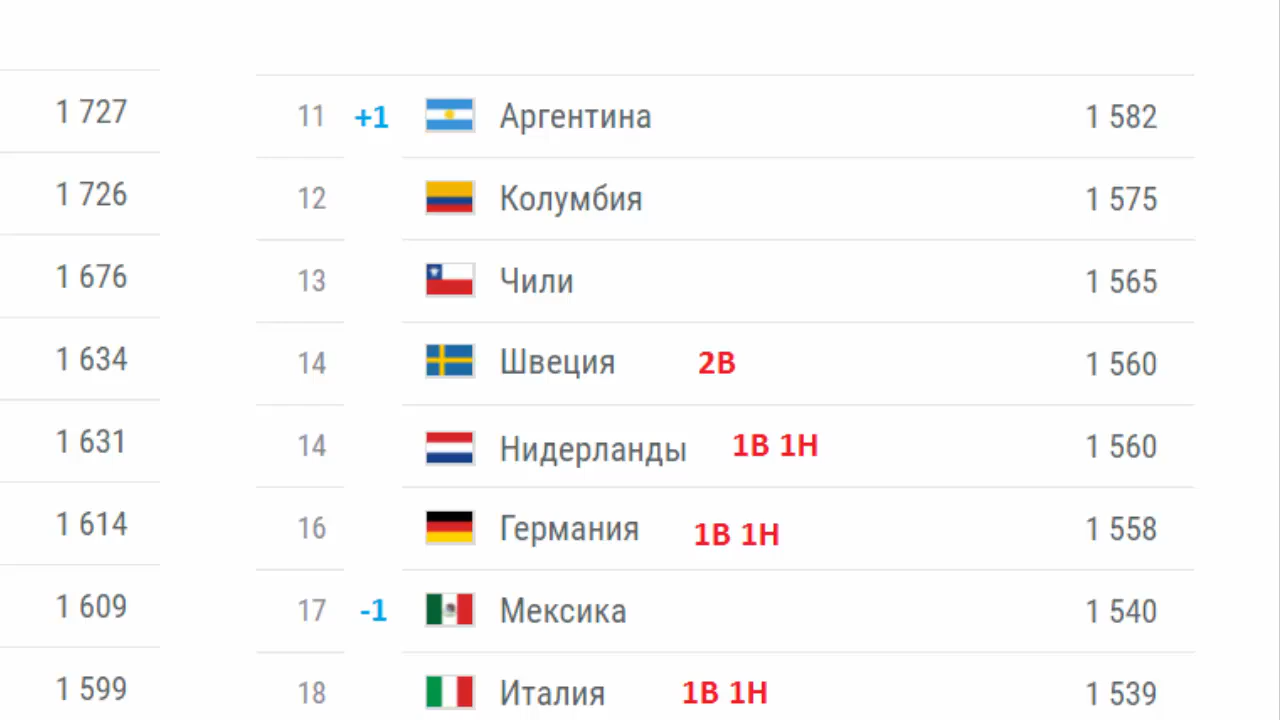 1 727
1 726
1 676
1 634
1 631
1 614
1 609
1 599
11 +1 Аргентина 1 582
12 Колумбия 1 575
13 Чили 1 565
14 Швеция 2В 1 560
14 Нидерланды 1В 1Н 1 560
16 Германия 1В 1Н 1 558
17 -1 Мексика 1 540
18 Италия 1В 1Н 1 539